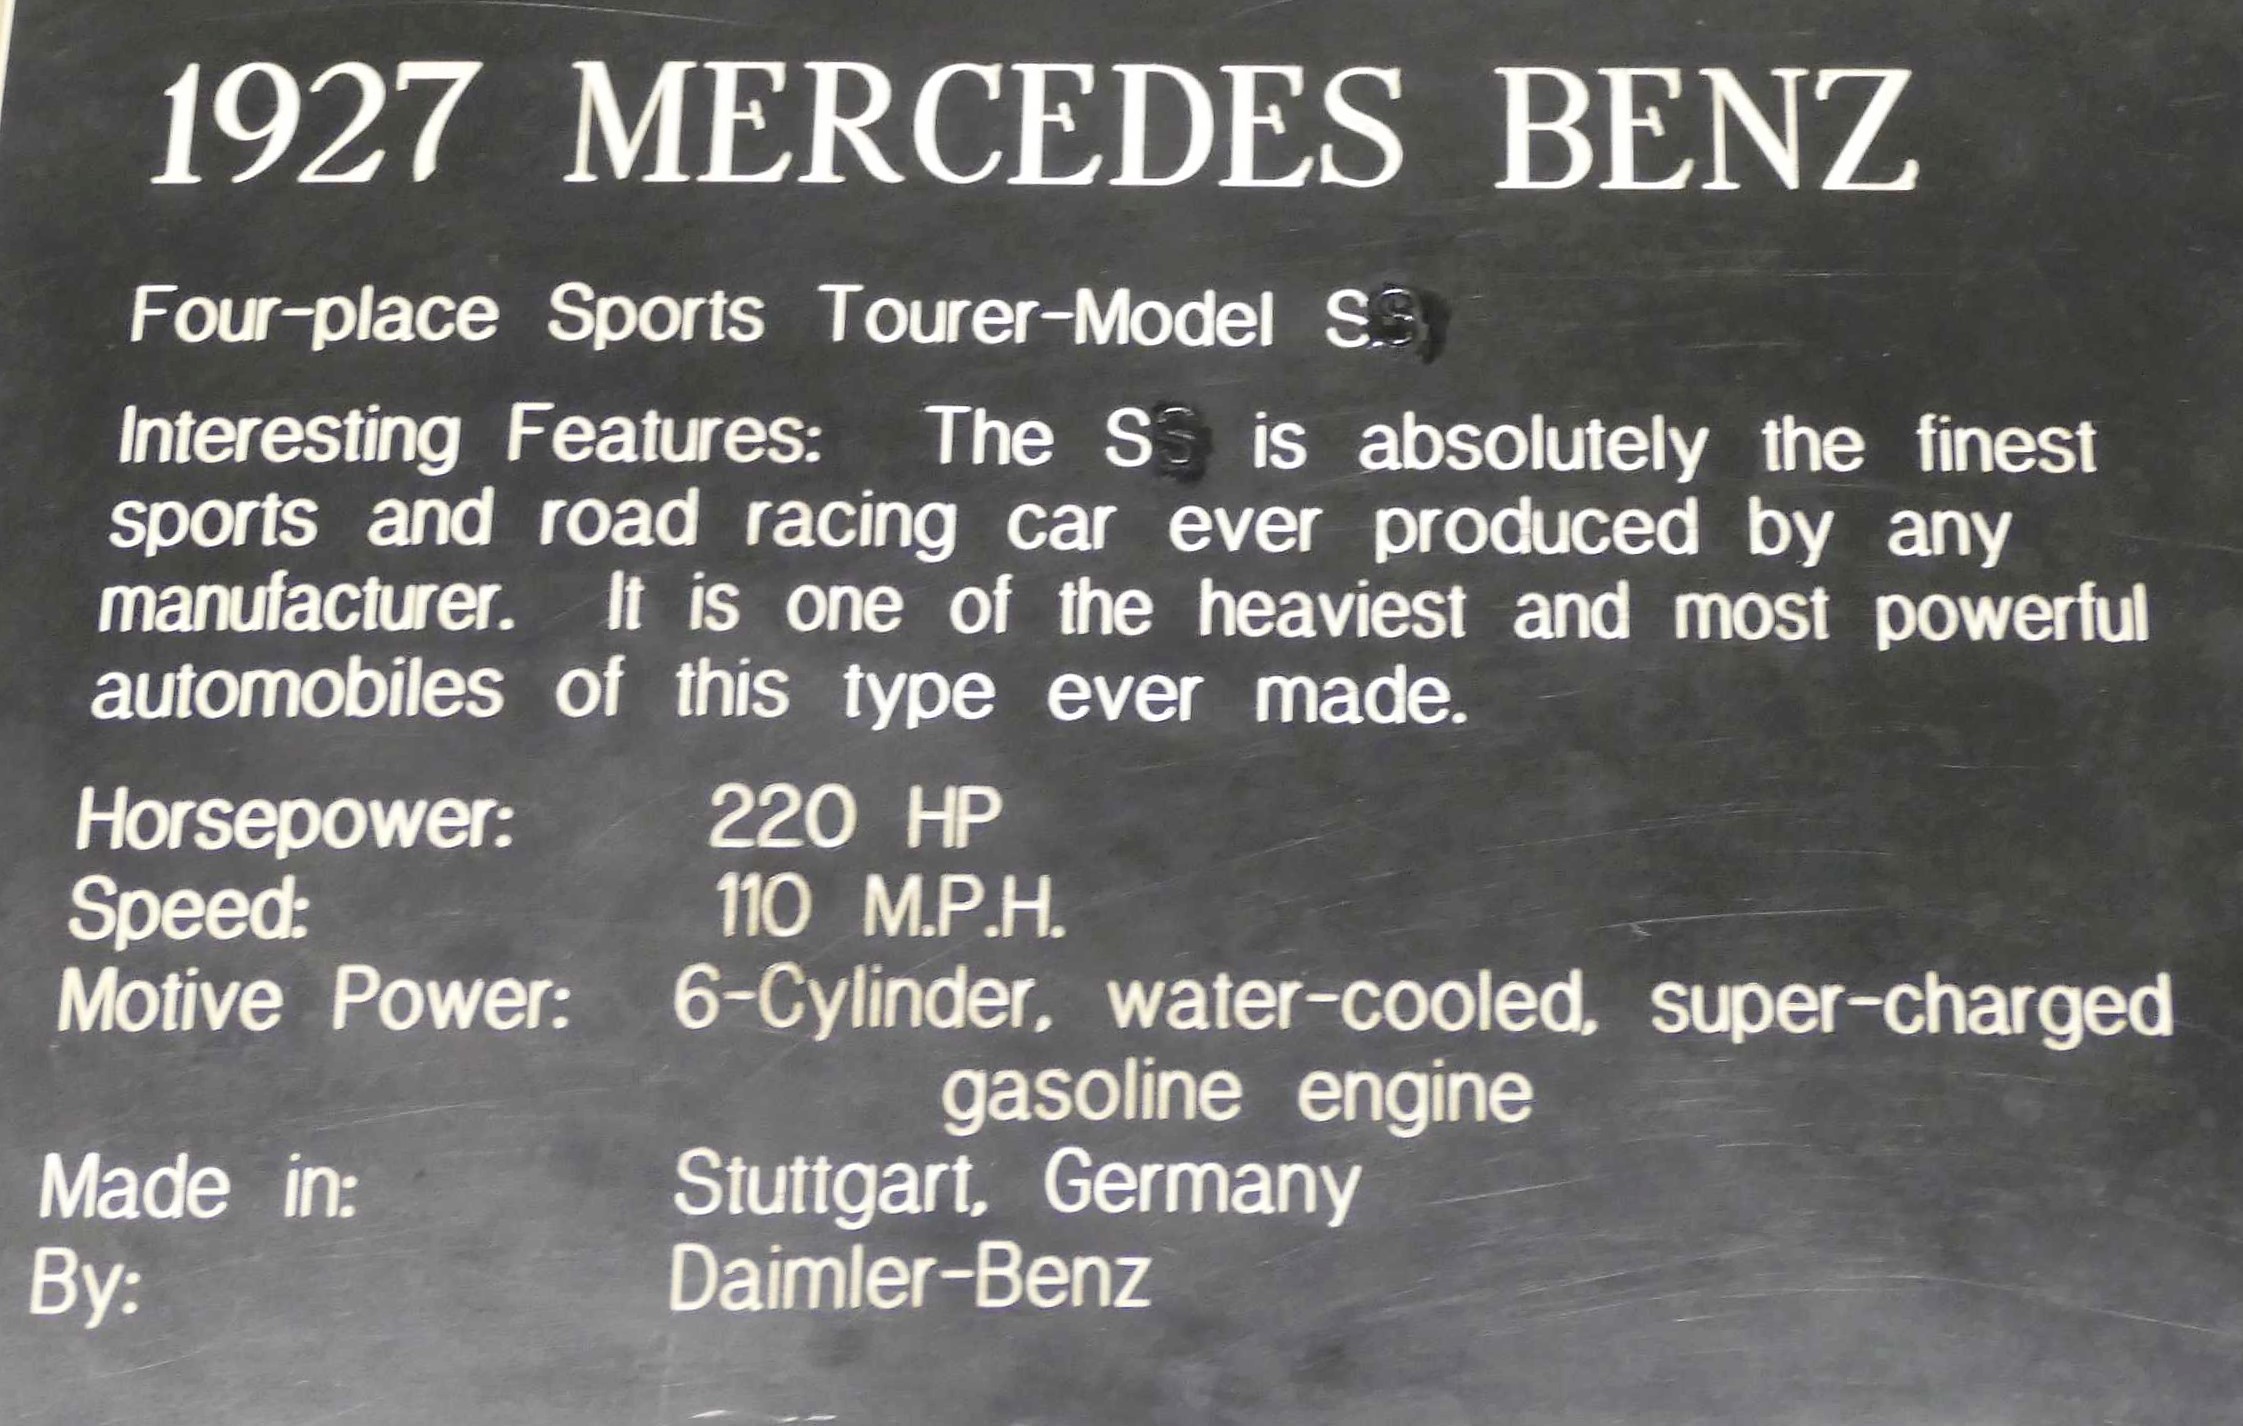 1927 MERCEDES BENZ
Four-place Sports Tourer-Model S
Interesting Features: The S is absolutely the finest
sports and road racing car ever produced by any
manufacturer. It is one of the heaviest and most powerful
automobiles of this type ever made.
Horsepower: 220 HP
Speed: 110 M.P.H.
Motive Power: 6-Cylinder, water-cooled, super-charged
gasoline engine
Made in: Stuttgart, Germany
By: Daimler-Benz